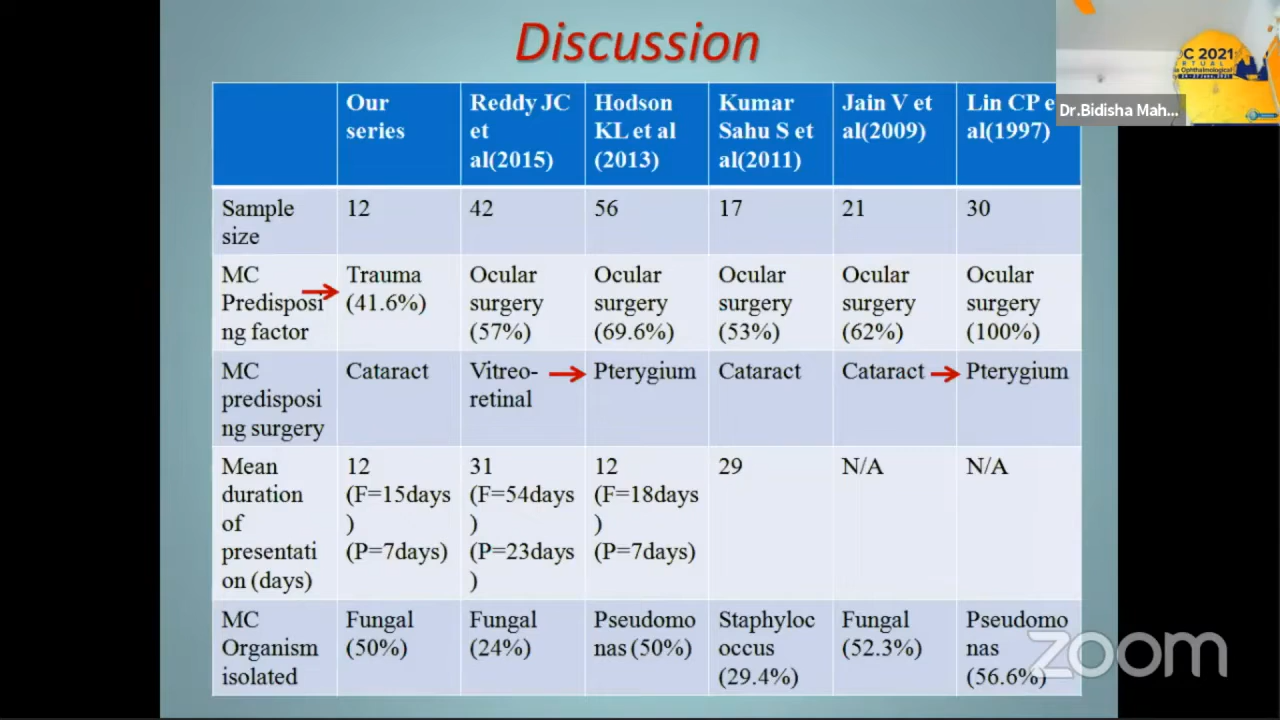 Discussion
Our series
Reddy JC et al(2015)
Hodson KL et al (2013)
Kumar Sahu S et al(2011)
Jain V et al(2009)
Lin CP e
al(1997)
Sample size
12
42
56
17
21
30
MC Predisposing factor
Trauma (41.6%)
Ocular surgery (57%)
Ocular surgery (69.6%)
Ocular surgery (53%)
Ocular surgery (62%)
Ocular surgery (100%)
MC predisposing surgery
Cataract
Vitreo-retinal
Pterygium
Cataract
Cataract
Pterygium
Mean duration of presentation (days)
12 (F=15days) (P=7days)
31 (F=54days) (P=23days)
12 (F=18days) (P=7days)
29
N/A
N/A
MC Organism isolated
Fungal (50%)
Fungal (24%)
Pseudomonas (50%)
Staphylococcus (29.4%)
Fungal (52.3%)
Pseudomonas (56.6%)
C 2021
Dr.Bidisha Mah...
zoom